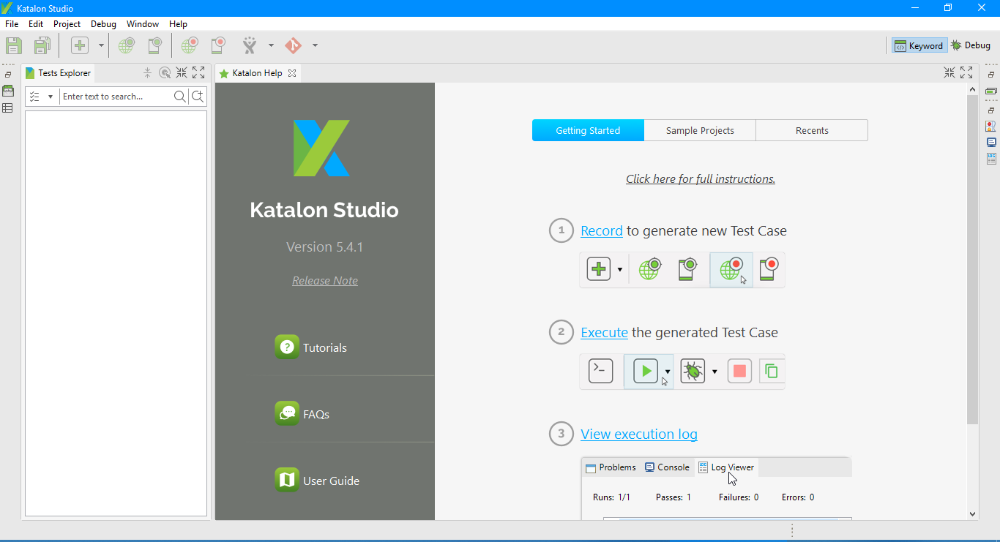 Katalon Studio
File Edit Project Debug Window Help
Keyword Debug
Tests Explorer
Enter text to search...
Katalon Help
Katalon Studio
Version 5.4.1
Release Note
Tutorials
FAQs
User Guide
Getting Started Sample Projects Recents
Click here for full instructions.
1 Record to generate new Test Case
2 Execute the generated Test Case
3 View execution log
Problems Console Log Viewer
Runs: 1/1 Passes: 1 Failures: 0 Errors: 0